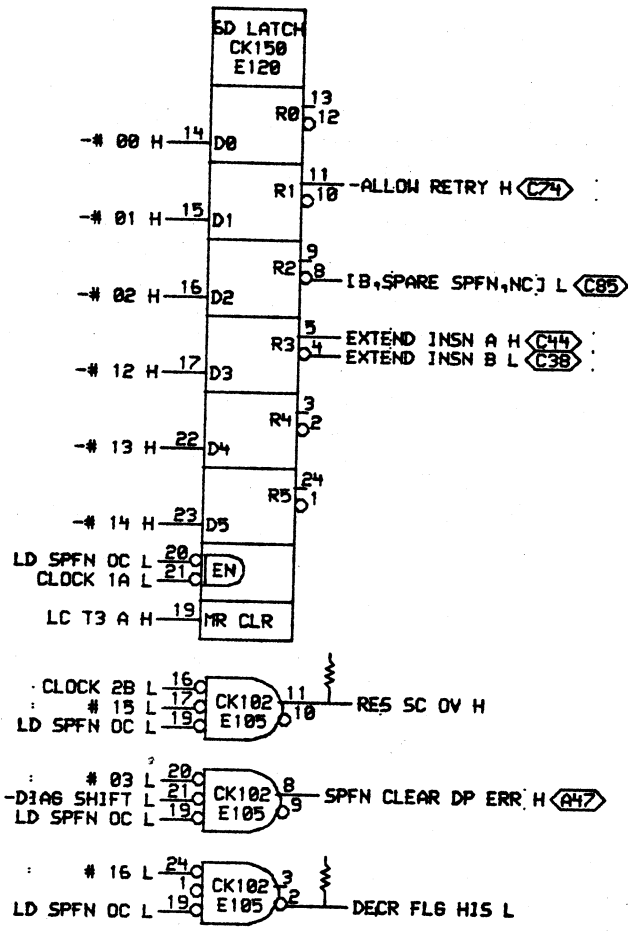 6D LATCH
CK150
E120
R0 13
12
-# 00 H 14 D0
R1 11 -ALLOW RETRY H C74
10
-# 01 H 15 D1
R2 9
8 IB,SPARE SPFN,NC] L C85
-# 02 H 16 D2
R3 5 EXTEND INSN A H C44
4 EXTEND INSN B L C38
-# 12 H 17 D3
R4 3
2
-# 13 H 22 D4
R5 24
1
-# 14 H 23 D5
LD SPFN OC L 20
CLOCK 1A L 21 EN
LC T3 A H 19 MR CLR
CLOCK 2B L 16
# 15 L 17 CK102 11 RES SC OV H
LD SPFN OC L 19 E105 10
# 03 L 20
-DIAG SHIFT L 21 CK102 8 SPFN CLEAR DP ERR H A47
LD SPFN OC L 19 E105 9
# 16 L 24
1 CK102 3
LD SPFN OC L 19 E105 2 DECR FLG HIS L